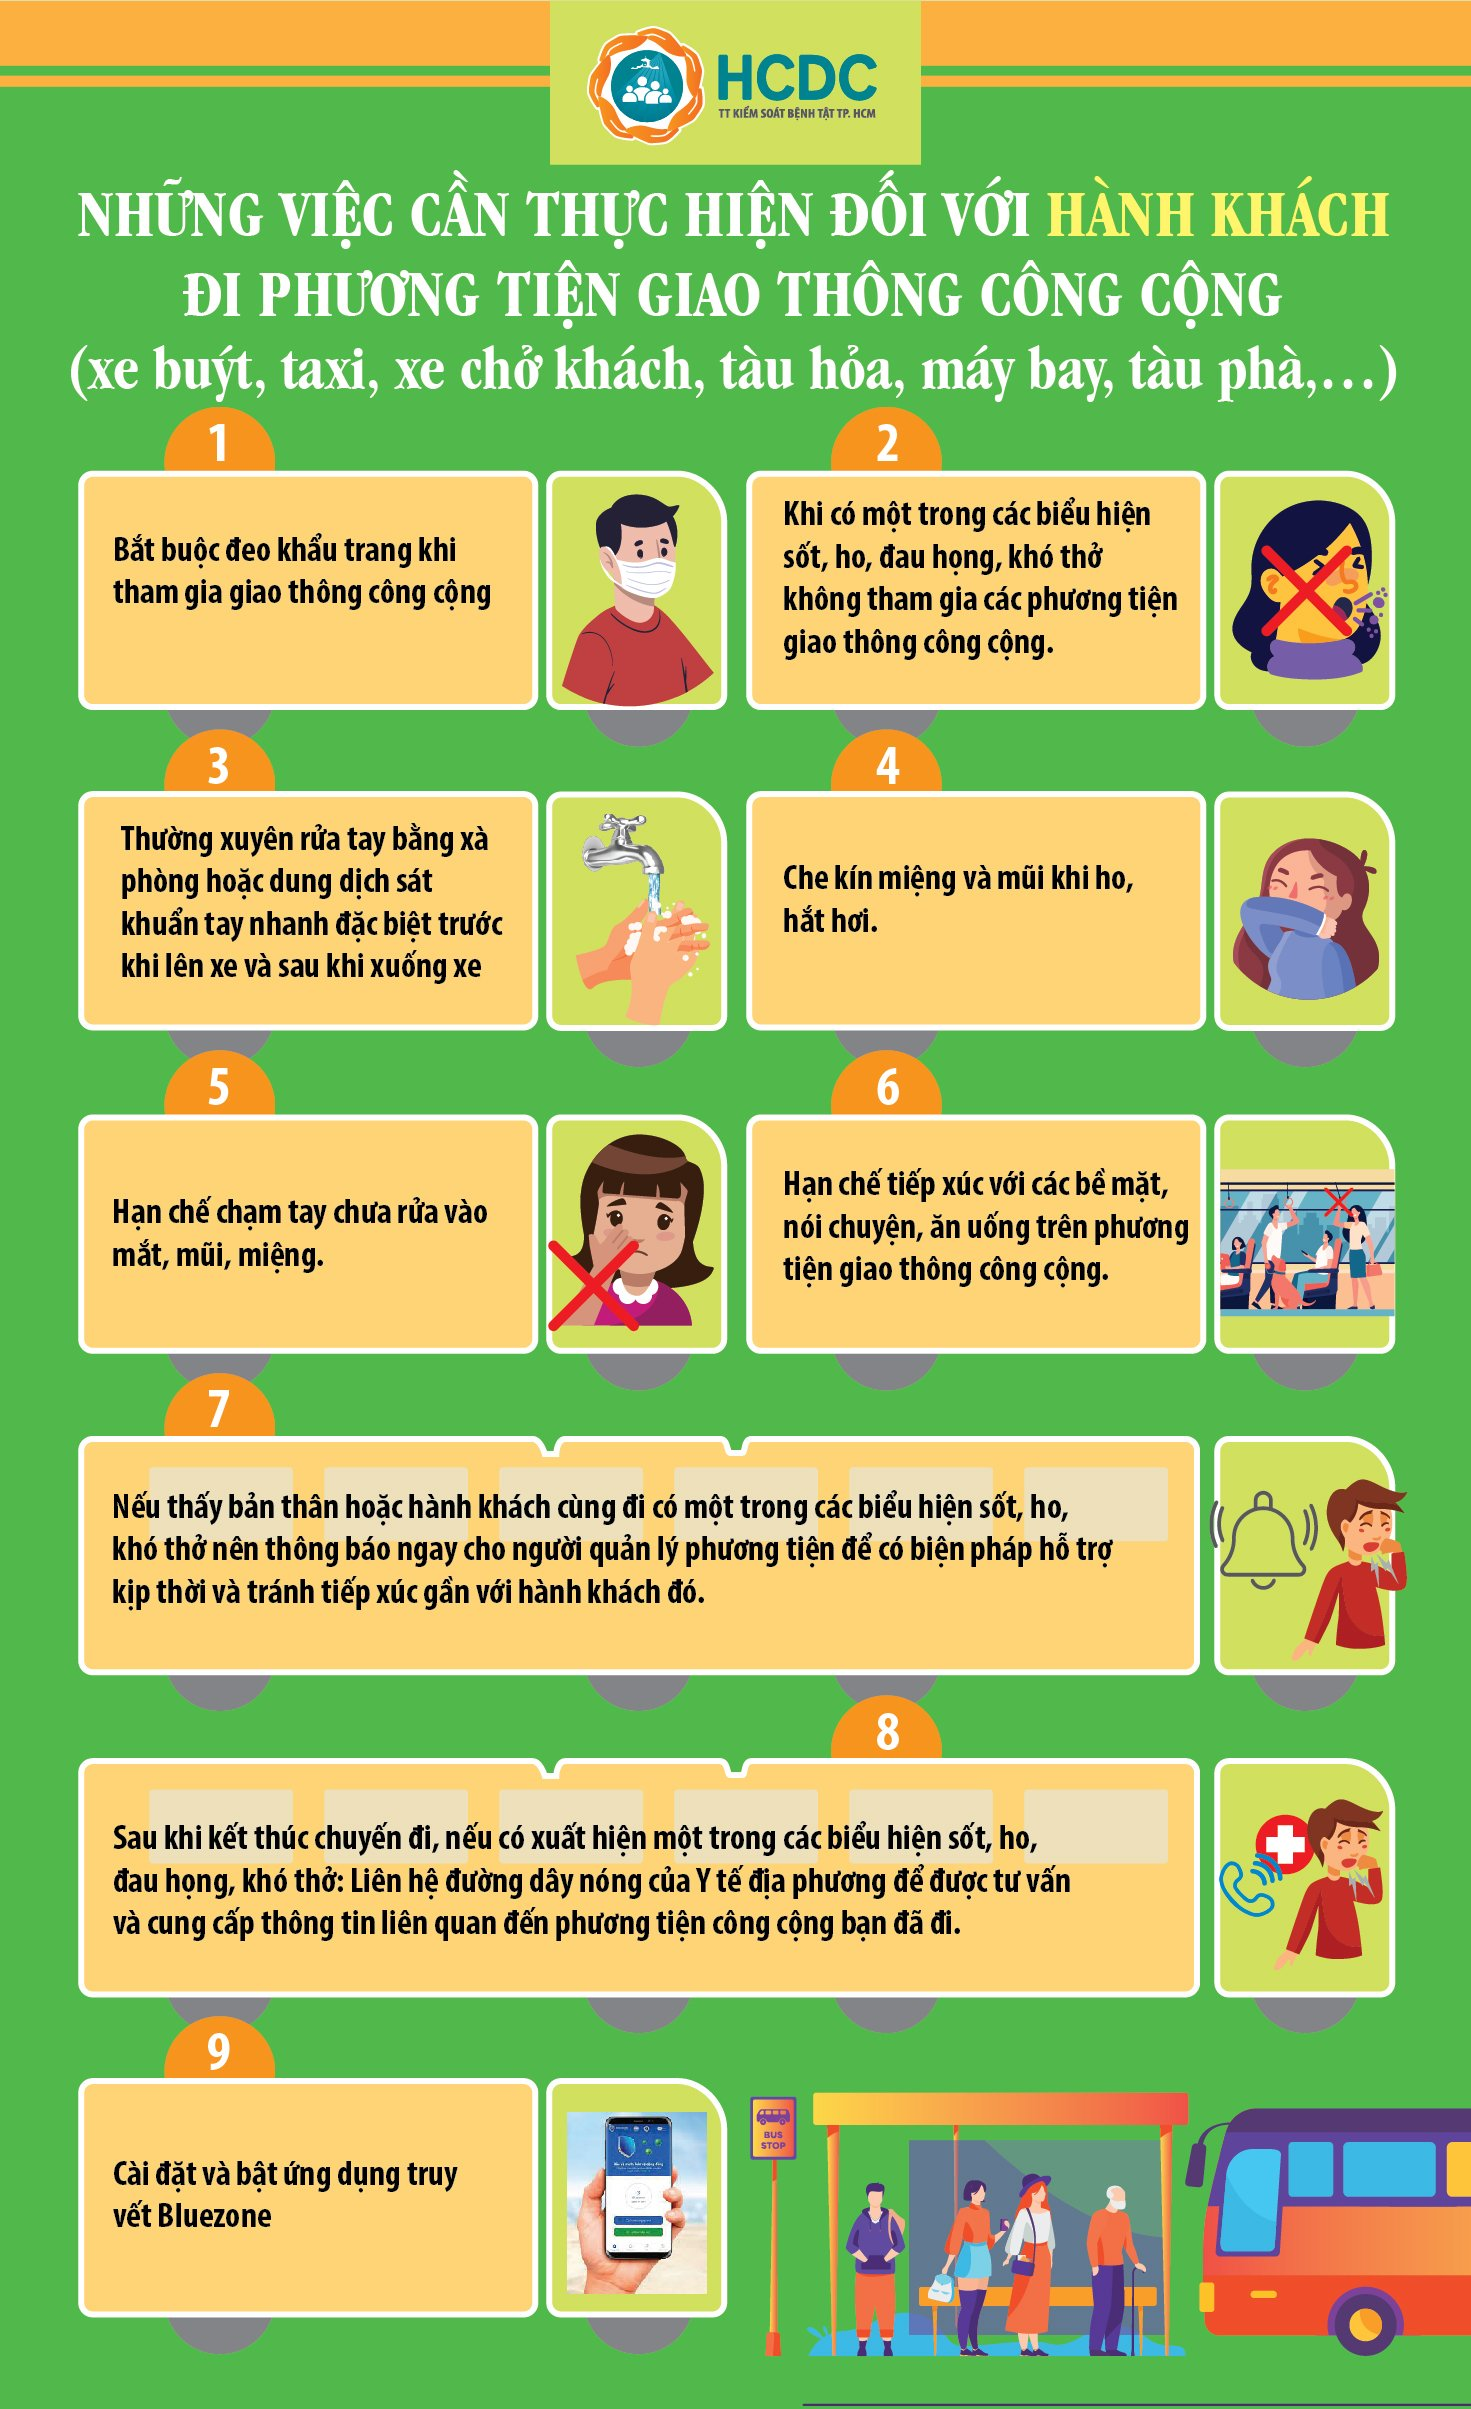 HCDC
TT KIỂM SOÁT BỆNH TẬT TP. HCM
NHỮNG VIỆC CẦN THỰC HIỆN ĐỐI VỚI HÀNH KHÁCH
ĐI PHƯƠNG TIỆN GIAO THÔNG CÔNG CỘNG
(xe buýt, taxi, xe chở khách, tàu hỏa, máy bay, tàu phà,...)
1
Bắt buộc đeo khẩu trang khi
tham gia giao thông công cộng
2
Khi có một trong các biểu hiện
sốt, ho, đau họng, khó thở
không tham gia các phương tiện
giao thông công cộng.
3
Thường xuyên rửa tay bằng xà
phòng hoặc dung dịch sát
khuẩn tay nhanh đặc biệt trước
khi lên xe và sau khi xuống xe
4
Che kín miệng và mũi khi ho,
hắt hơi.
5
Hạn chế chạm tay chưa rửa vào
mắt, mũi, miệng.
6
Hạn chế tiếp xúc với các bề mặt,
nói chuyện, ăn uống trên phương
tiện giao thông công cộng.
7
Nếu thấy bản thân hoặc hành khách cùng đi có một trong các biểu hiện sốt, ho,
khó thở nên thông báo ngay cho người quản lý phương tiện để có biện pháp hỗ trợ
kịp thời và tránh tiếp xúc gần với hành khách đó.
8
Sau khi kết thúc chuyến đi, nếu có xuất hiện một trong các biểu hiện sốt, ho,
đau họng, khó thở: Liên hệ đường dây nóng của Y tế địa phương để được tư vấn
và cung cấp thông tin liên quan đến phương tiện công cộng bạn đã đi.
9
Cài đặt và bật ứng dụng truy
vết Bluezone
BUS
STOP